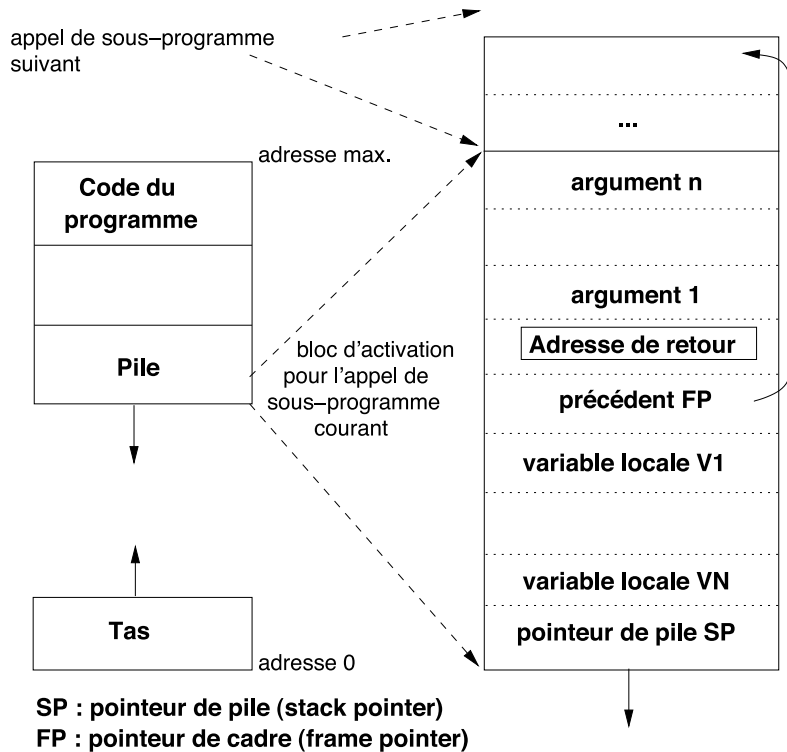 appel de sous–programme
suivant
...
adresse max.
Code du
programme
argument n
argument 1
Adresse de retour
bloc d'activation
pour l'appel de
sous–programme
courant
Pile
précédent FP
variable locale V1
variable locale VN
Tas
pointeur de pile SP
adresse 0
SP : pointeur de pile (stack pointer)
FP : pointeur de cadre (frame pointer)